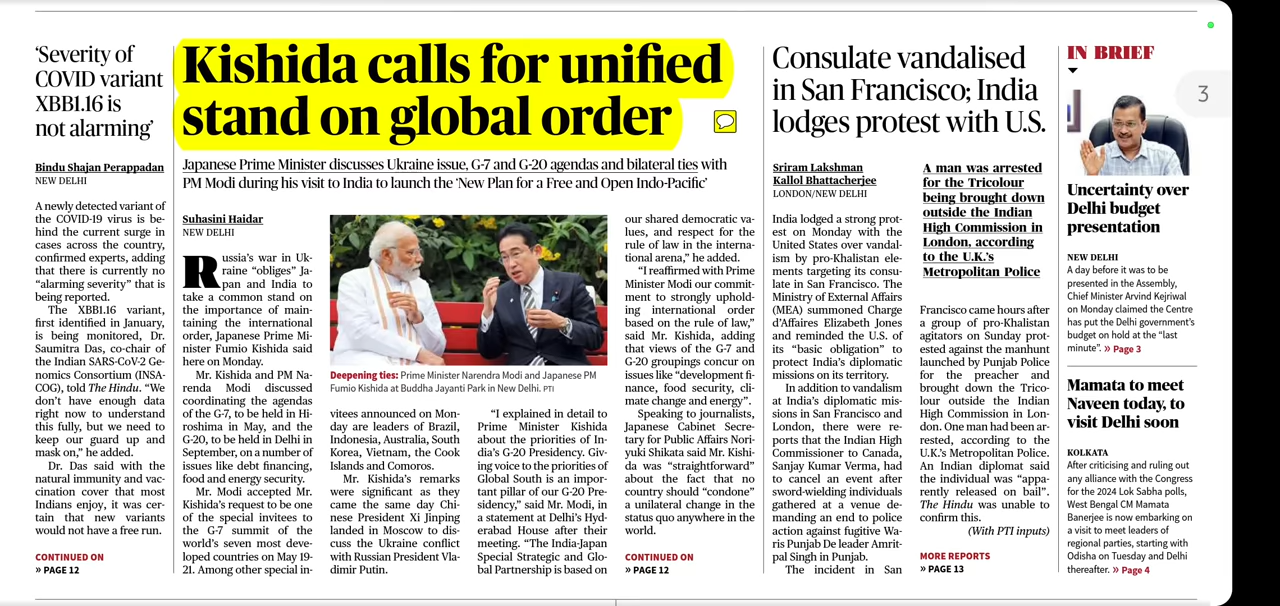 ‘Severity of
COVID variant
XBB1.16 is
not alarming’
Bindu Shajan Perappadan
NEW DELHI
A newly detected variant of
the COVID-19 virus is be-
hind the current surge in
cases across the country,
confirmed experts, adding
that there is currently no
“alarming severity” that is
being reported.
The XBB1.16 variant,
first identified in January,
is being monitored, Dr.
Saumitra Das, co-chair of
the Indian SARS-CoV-2 Ge-
nomics Consortium (INSA-
COG), told The Hindu. “We
don’t have enough data
right now to understand
this fully, but we need to
keep our guard up and
mask on,” he added.
Dr. Das said with the
natural immunity and vac-
cination cover that most
Indians enjoy, it was cer-
tain that new variants
would not have a free run.
CONTINUED ON
» PAGE 12
Kishida calls for unified
stand on global order
Japanese Prime Minister discusses Ukraine issue, G-7 and G-20 agendas and bilateral ties with
PM Modi during his visit to India to launch the ‘New Plan for a Free and Open Indo-Pacific’
Suhasini Haidar
NEW DELHI
Russia’s war in Uk-
raine “obliges” Ja-
pan and India to
take a common stand on
the importance of main-
taining the international
order, Japanese Prime Mi-
nister Fumio Kishida said
here on Monday.
Mr. Kishida and PM Na-
renda Modi discussed
coordinating the agendas
of the G-7, to be held in Hi-
roshima in May, and the
G-20, to be held in Delhi in
September, on a number of
issues like debt financing,
food and energy security.
Mr. Modi accepted Mr.
Kishida’s request to be one
of the special invitees to
the G-7 summit of the
world’s seven most deve-
loped countries on May 19-
21. Among other special in-
Deepening ties: Prime Minister Narendra Modi and Japanese PM
Fumio Kishida at Buddha Jayanti Park in New Delhi. PTI
vitees announced on Mon-
day are leaders of Brazil,
Indonesia, Australia, South
Korea, Vietnam, the Cook
Islands and Comoros.
Mr. Kishida’s remarks
were significant as they
came the same day Chi-
nese President Xi Jinping
landed in Moscow to dis-
cuss the Ukraine conflict
with Russian President Vla-
dimir Putin.
“I explained in detail to
Prime Minister Kishida
about the priorities of In-
dia’s G-20 Presidency. Giv-
ing voice to the priorities of
Global South is an impor-
tant pillar of our G-20 Pre-
sidency,” said Mr. Modi, in
a statement at Delhi’s Hyd-
erabad House after their
meeting. “The India-Japan
Special Strategic and Glo-
bal Partnership is based on
our shared democratic va-
lues, and respect for the
rule of law in the interna-
tional arena,” he added.
“I reaffirmed with Prime
Minister Modi our commit-
ment to strongly uphold-
ing international order
based on the rule of law,”
said Mr. Kishida, adding
that views of the G-7 and
G-20 groupings concur on
issues like “development fi-
nance, food security, cli-
mate change and energy”.
Speaking to journalists,
Japanese Cabinet Secre-
tary for Public Affairs Nori-
yuki Shikata said Mr. Kishi-
da was “straightforward”
about the fact that no
country should “condone”
a unilateral change in the
status quo anywhere in the
world.
CONTINUED ON
» PAGE 12
Consulate vandalised
in San Francisco; India
lodges protest with U.S.
Sriram Lakshman
Kallol Bhattacherjee
LONDON/NEW DELHI
India lodged a strong prot-
est on Monday with the
United States over vandal-
ism by pro-Khalistan ele-
ments targeting its consu-
late in San Francisco. The
Ministry of External Affairs
(MEA) summoned Charge
d’Affaires Elizabeth Jones
and reminded the U.S. of
its “basic obligation” to
protect India’s diplomatic
missions on its territory.
In addition to vandalism
at India’s diplomatic mis-
sions in San Francisco and
London, there were re-
ports that the Indian High
Commissioner to Canada,
Sanjay Kumar Verma, had
to cancel an event after
sword-wielding individuals
gathered at a venue de-
manding an end to police
action against fugitive Wa-
ris Punjab De leader Amrit-
pal Singh in Punjab.
The incident in San
A man was arrested
for the Tricolour
being brought down
outside the Indian
High Commission in
London, according
to the U.K.’s
Metropolitan Police
Francisco came hours after
a group of pro-Khalistan
agitators on Sunday prot-
ested against the manhunt
launched by Punjab Police
for the preacher and
brought down the Trico-
lour outside the Indian
High Commission in Lon-
don. One man had been ar-
rested, according to the
U.K.’s Metropolitan Police.
An Indian diplomat said
the individual was “appa-
rently released on bail”.
The Hindu was unable to
confirm this.
(With PTI inputs)
MORE REPORTS
» PAGE 13
IN BRIEF
3
Uncertainty over
Delhi budget
presentation
NEW DELHI
A day before it was to be
presented in the Assembly,
Chief Minister Arvind Kejriwal
on Monday claimed the Centre
has put the Delhi government’s
budget on hold at the “last
minute”. » Page 3
Mamata to meet
Naveen today, to
visit Delhi soon
KOLKATA
After criticising and ruling out
any alliance with the Congress
for the 2024 Lok Sabha polls,
West Bengal CM Mamata
Banerjee is now embarking on
a visit to meet leaders of
regional parties, starting with
Odisha on Tuesday and Delhi
thereafter. » Page 4